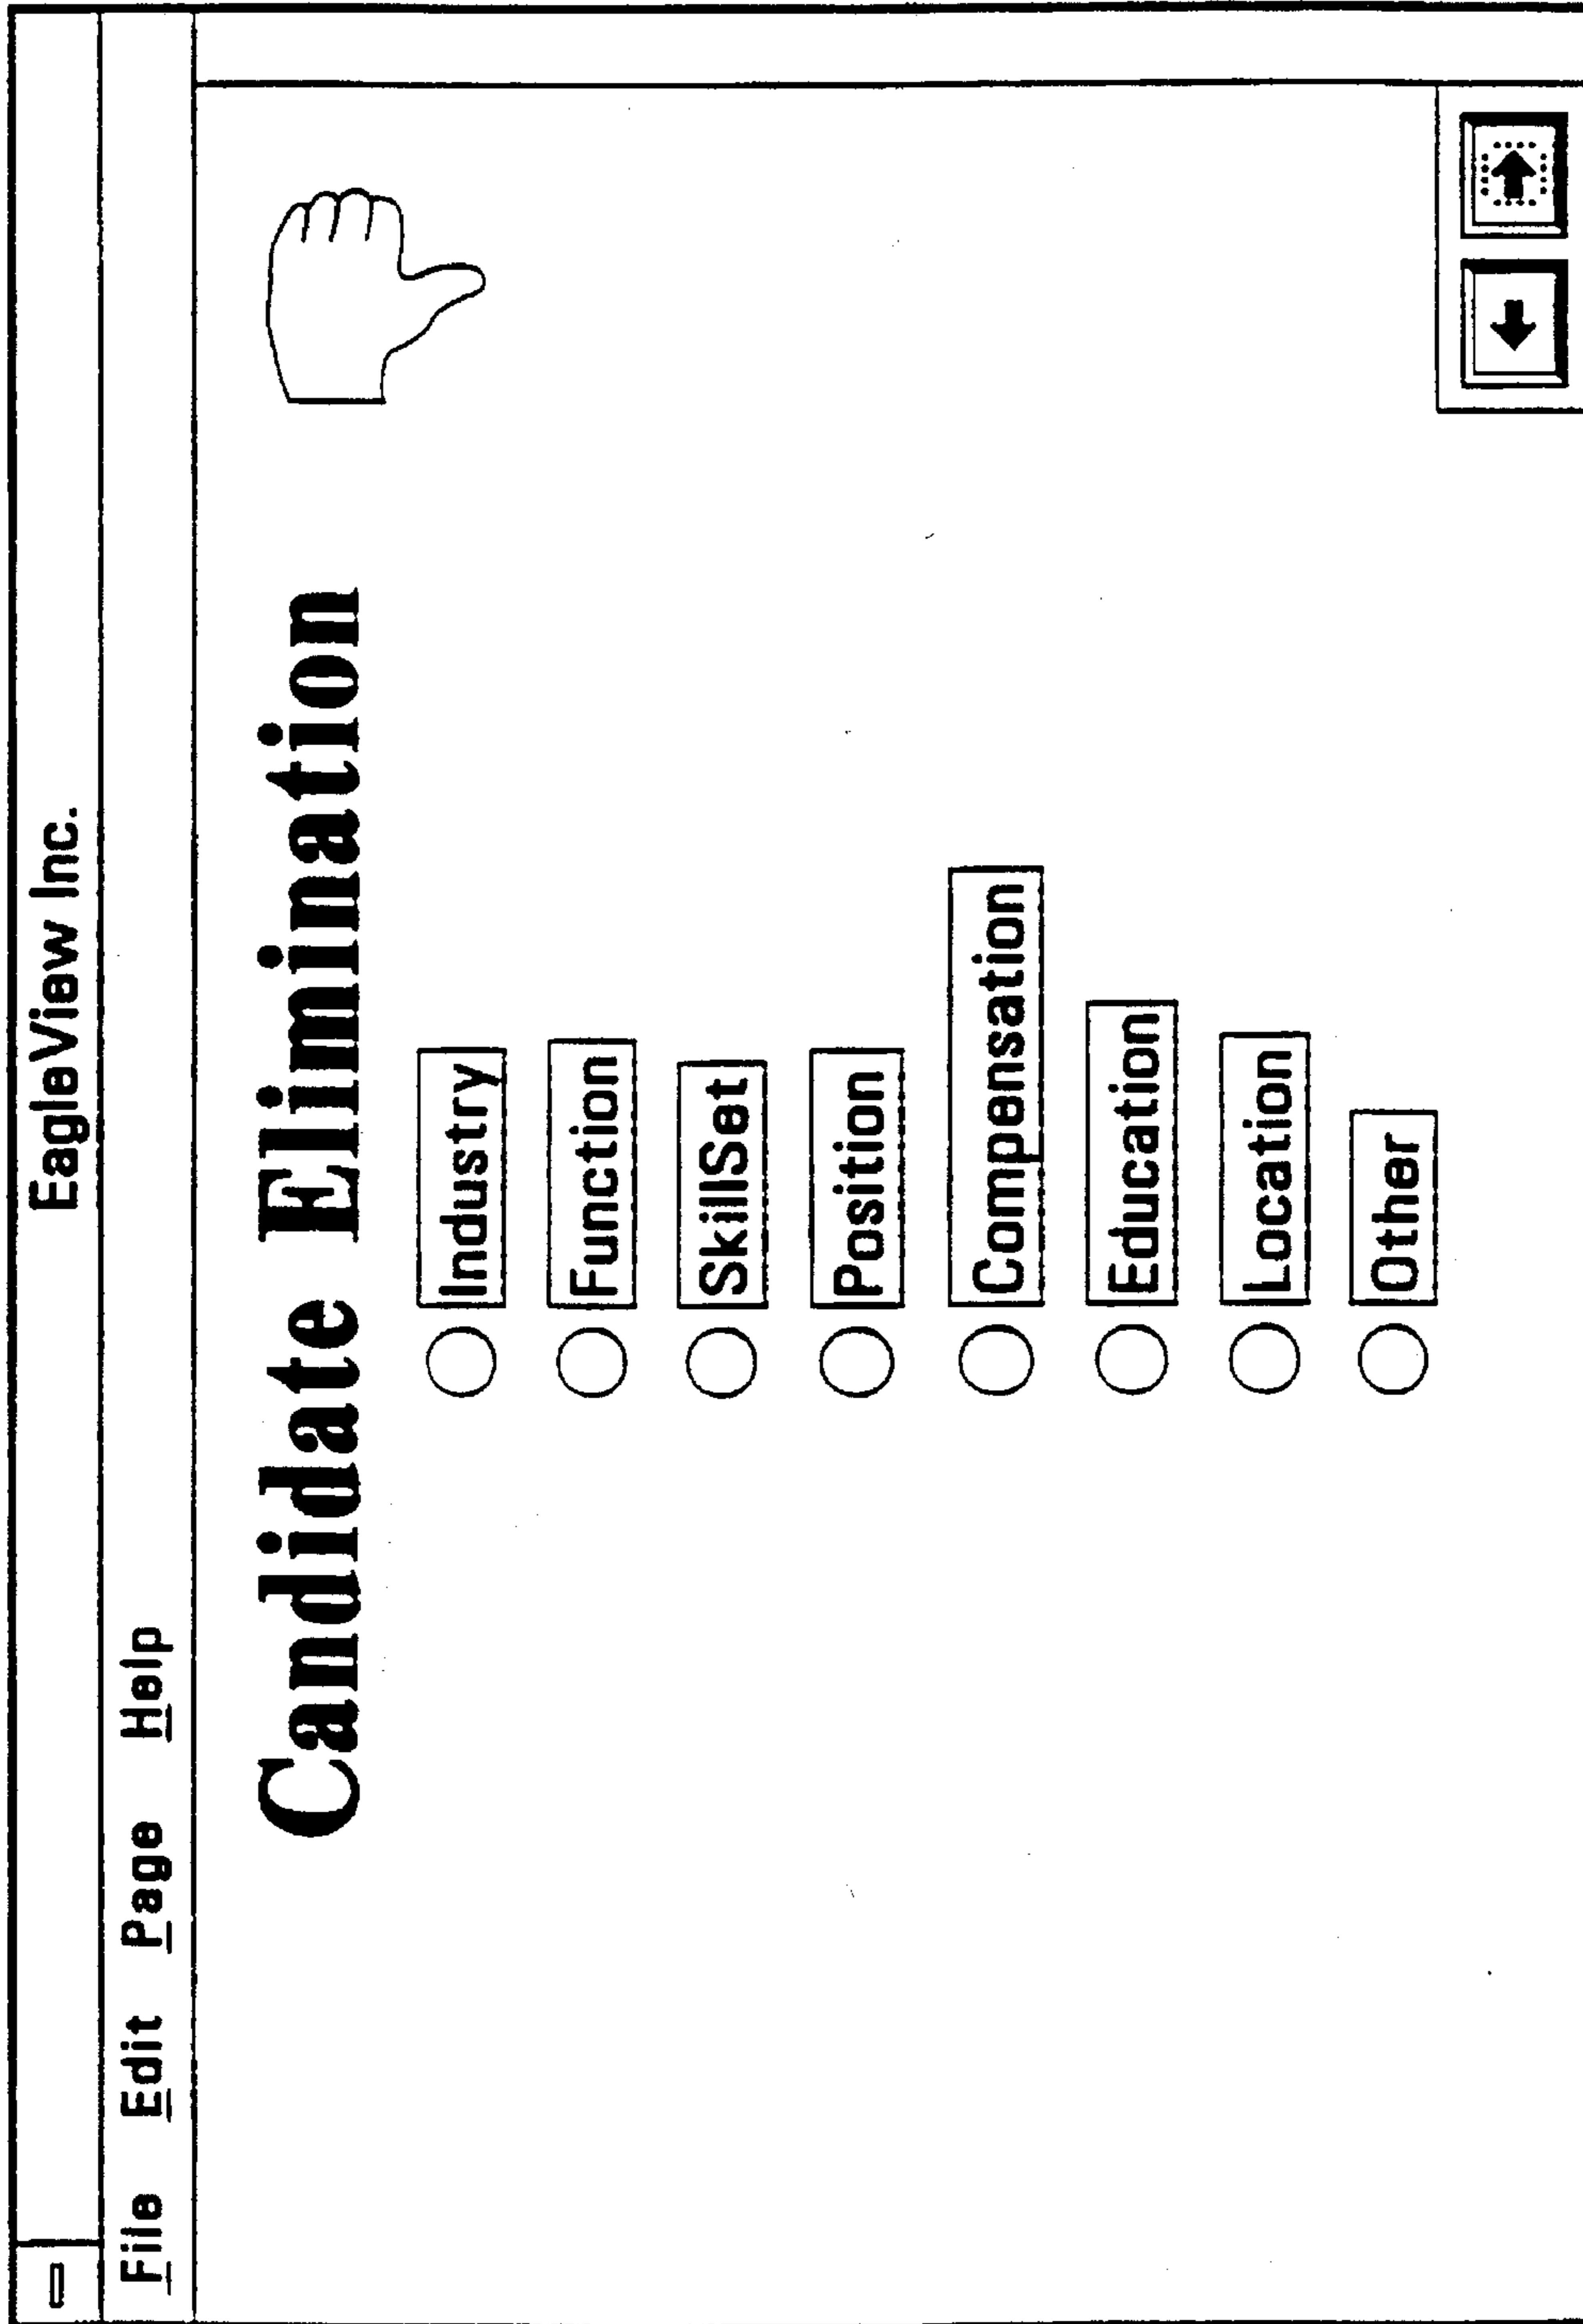 EagleView Inc.
File Edit Page Help
Candidate Elimination
Industry
Function
SkillSet
Position
Compensation
Education
Location
Other